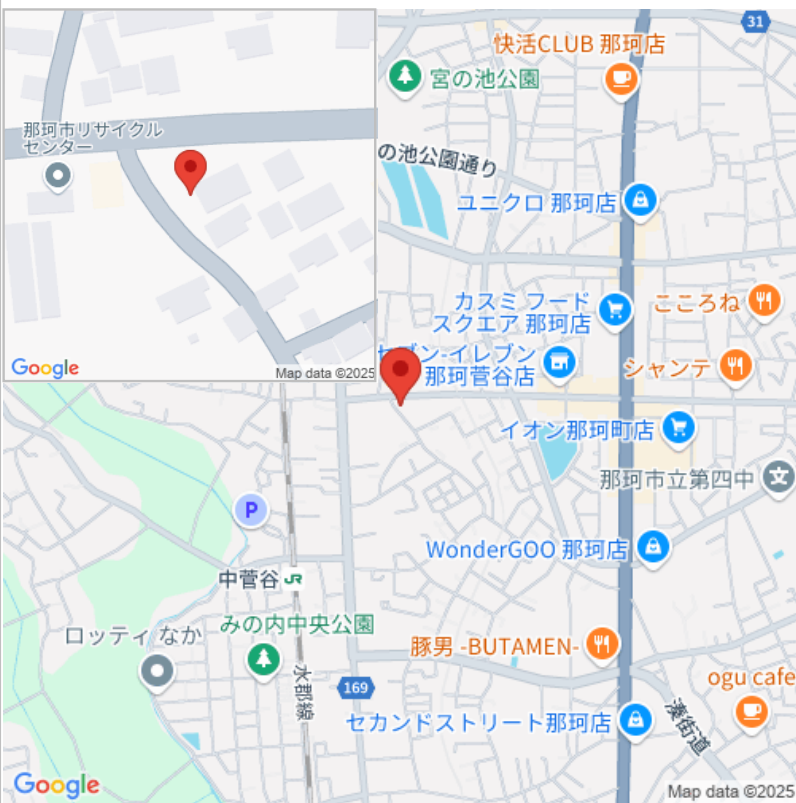 那珂市リサイクル
センター
Google
Map data ©2025
31
快活CLUB 那珂店
宮の池公園
の池公園通り
ユニクロ 那珂店
カスミ フード
スクエア 那珂店
こころね
セブン-イレブン
那珂菅谷店
シャンテ
イオン那珂町店
那珂市立第四中
P
WonderGOO 那珂店
中菅谷
JR
みの内中央公園
ロッティ なか
豚男 -BUTAMEN-
水郡線
169
ogu cafe
セカンドストリート那珂店
湊街道
Google
Map data ©2025